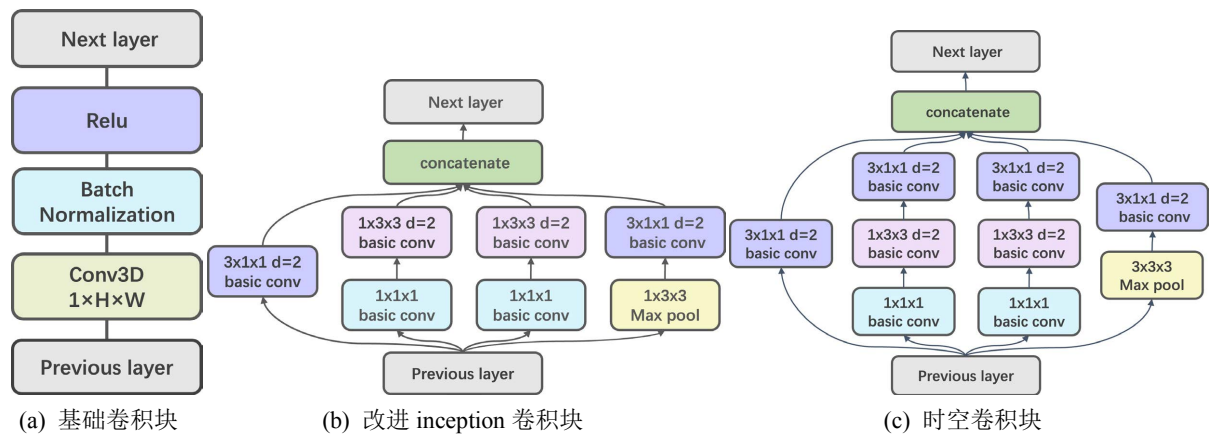 Next layer
Relu
Batch
Normalization
Conv3D
1×H×W
Previous layer
(a) 基础卷积块
Next layer
concatenate
3x1x1 d=2
basic conv
1x3x3 d=2
basic conv
1x3x3 d=2
basic conv
3x1x1 d=2
basic conv
1x1x1
basic conv
1x1x1
basic conv
1x3x3
Max pool
Previous layer
(b) 改进 inception 卷积块
Next layer
concatenate
3x1x1 d=2
basic conv
3x1x1 d=2
basic conv
3x1x1 d=2
basic conv
3x1x1 d=2
basic conv
1x3x3 d=2
basic conv
1x3x3 d=2
basic conv
3x3x3
Max pool
1x1x1
basic conv
1x1x1
basic conv
Previous layer
(c) 时空卷积块